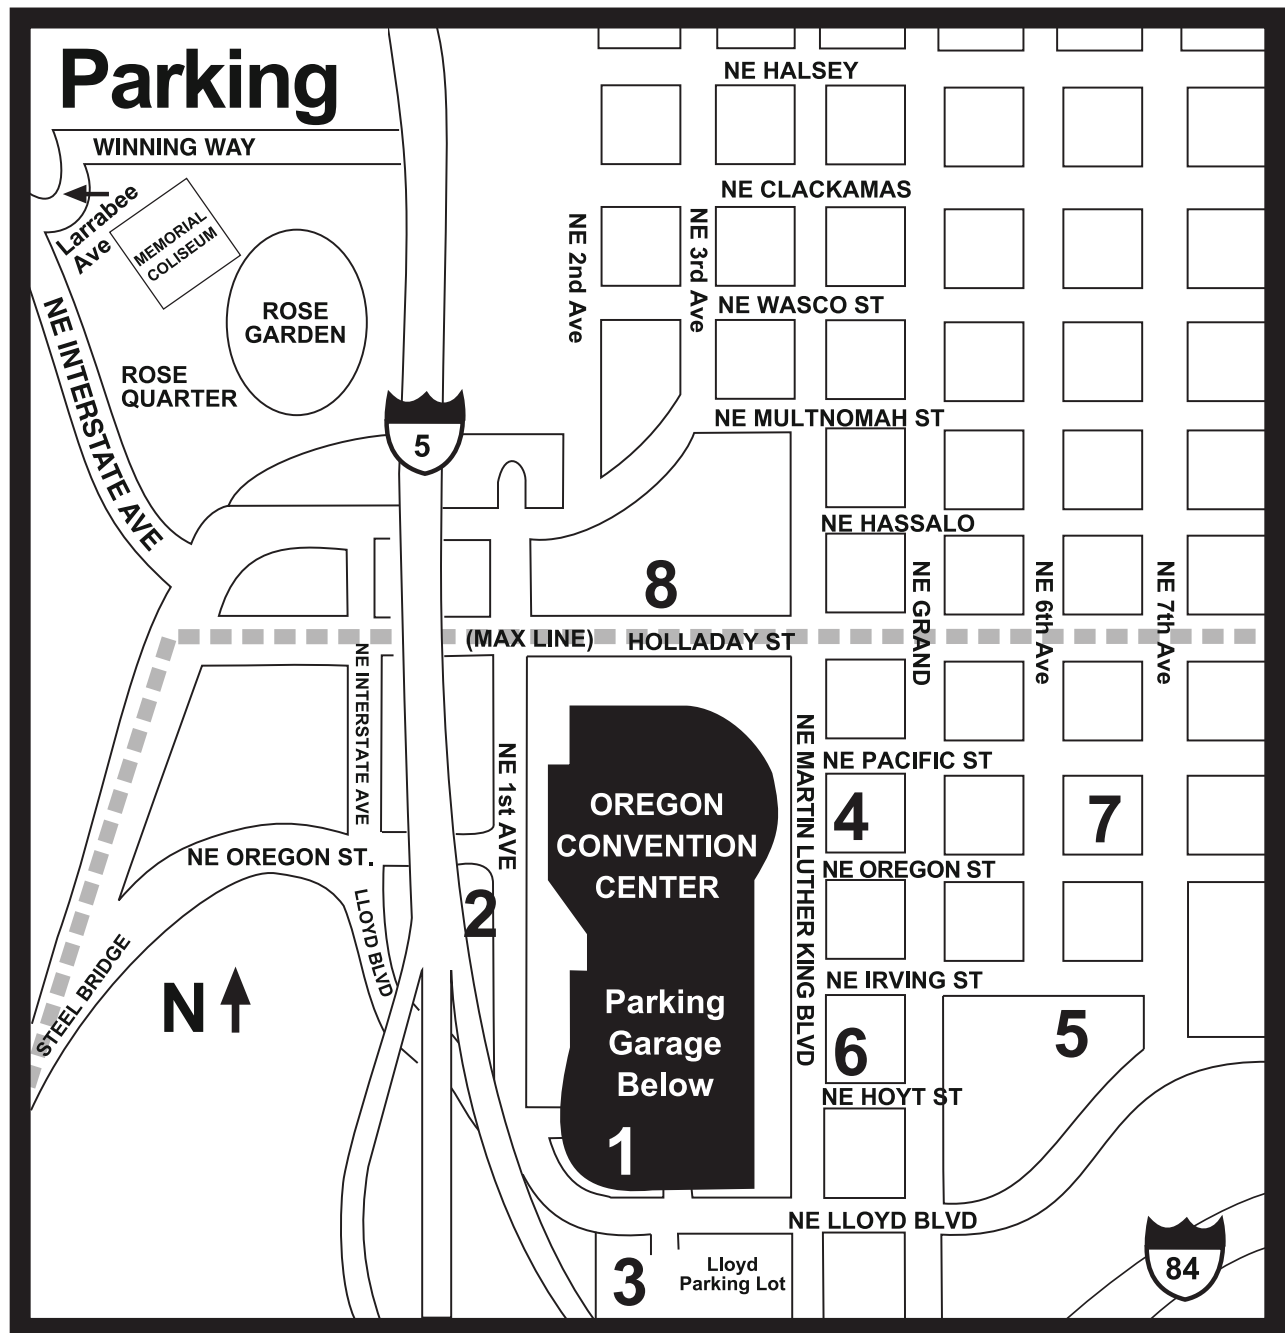 Parking
NE HALSEY
WINNING WAY
NE CLACKAMAS
Larrabee
Ave
MEMORIAL
COLISEUM
NE 2nd Ave
NE 3rd Ave
NE WASCO ST
ROSE
GARDEN
NE INTERSTATE AVE
ROSE
QUARTER
NE MULTNOMAH ST
5
NE HASSALO
8
NE GRAND
NE 6th Ave
NE 7th Ave
(MAX LINE)
HOLLADAY ST
NE INTERSTATE AVE
NE 1st AVE
NE MARTIN LUTHER KING BLVD
NE PACIFIC ST
OREGON
CONVENTION
CENTER
4
7
NE OREGON ST.
NE OREGON ST
LLOYD BLVD
2
STEEL BRIDGE
N
NE IRVING ST
Parking
Garage
Below
6
5
NE HOYT ST
1
NE LLOYD BLVD
3
Lloyd
Parking Lot
84